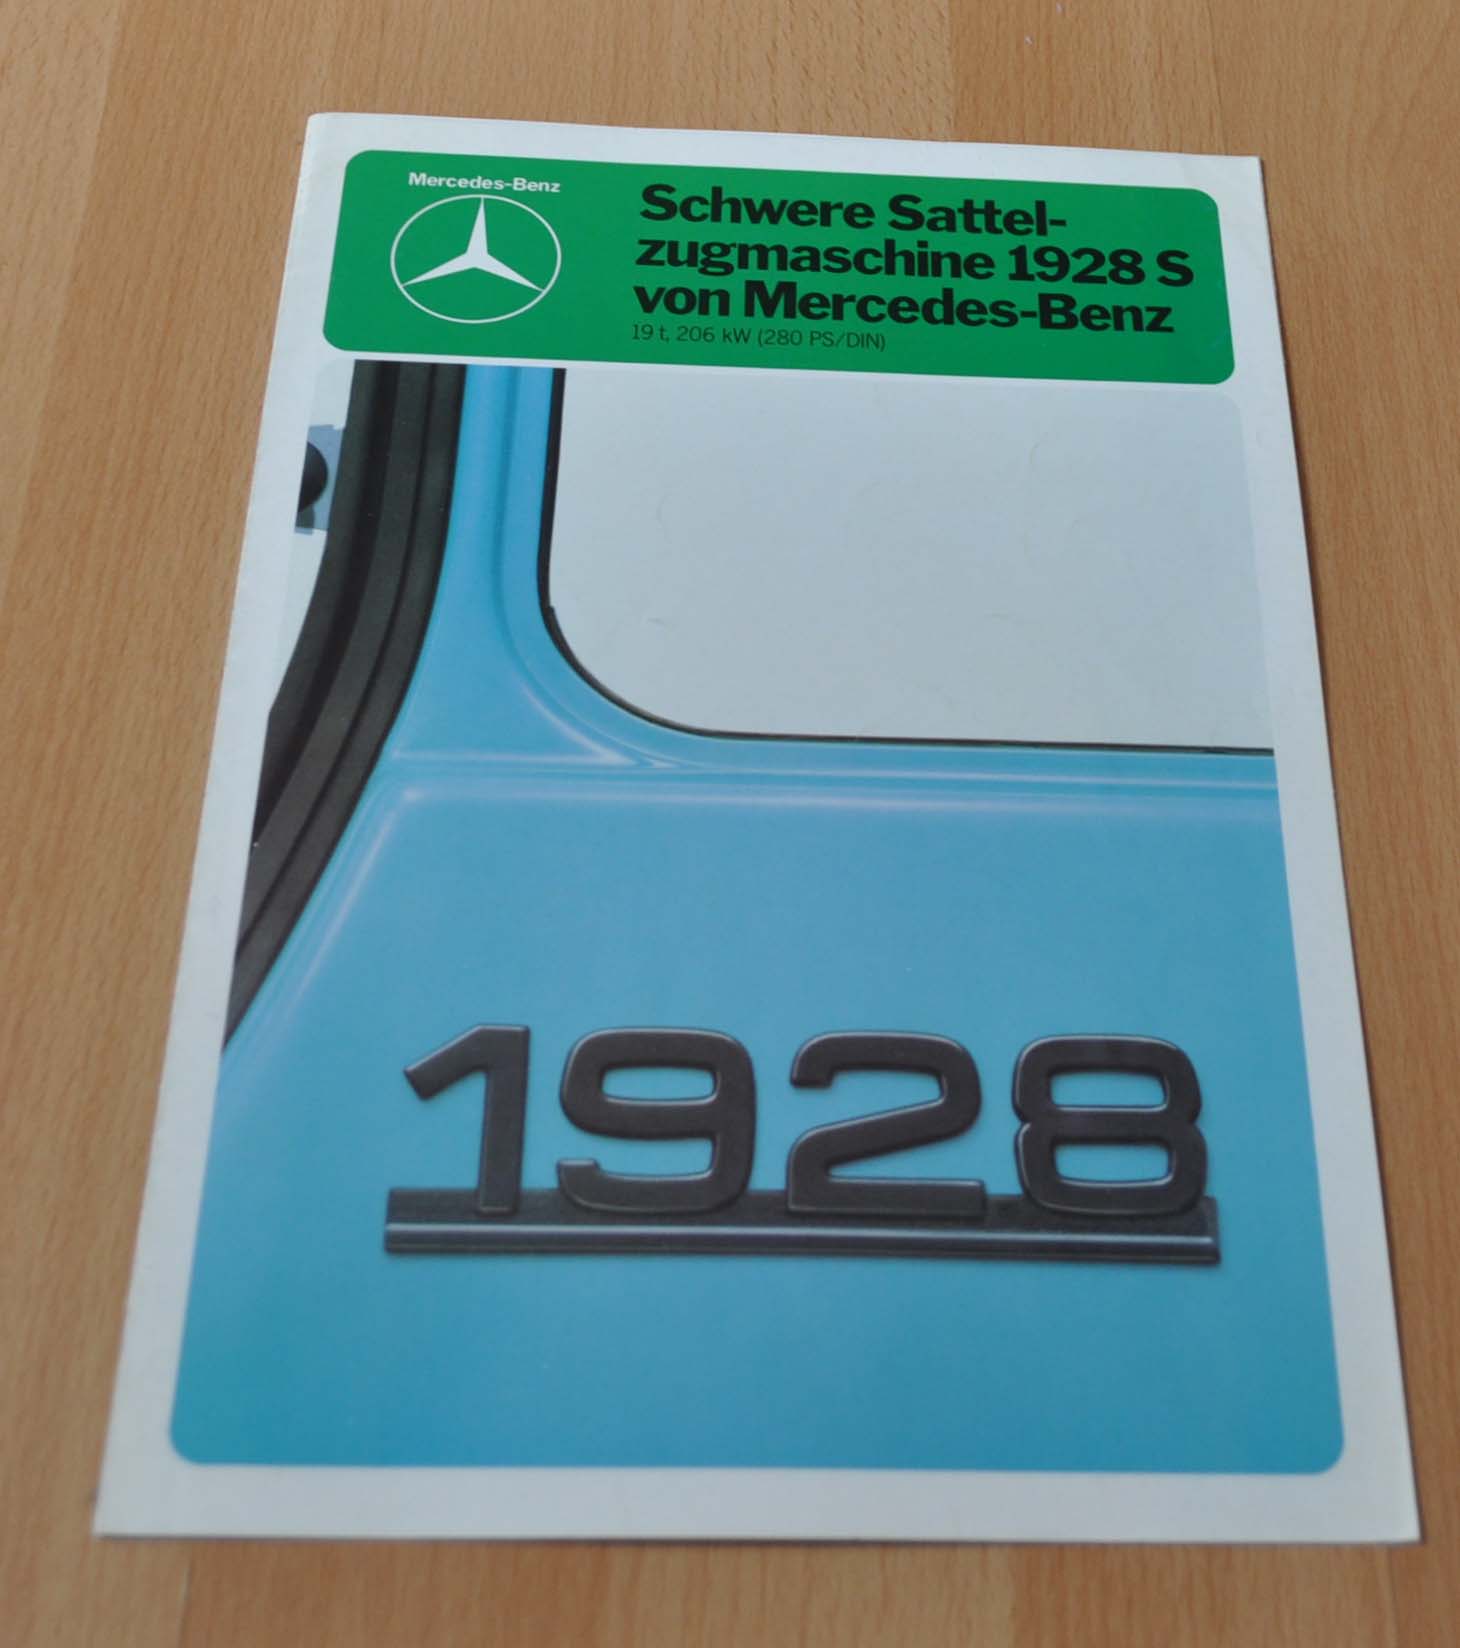 Mercedes-Benz
Schwere Sattel-
zugmaschine 1928 S
von Mercedes-Benz
19 t, 206 kW (280 PS/DIN)
1928